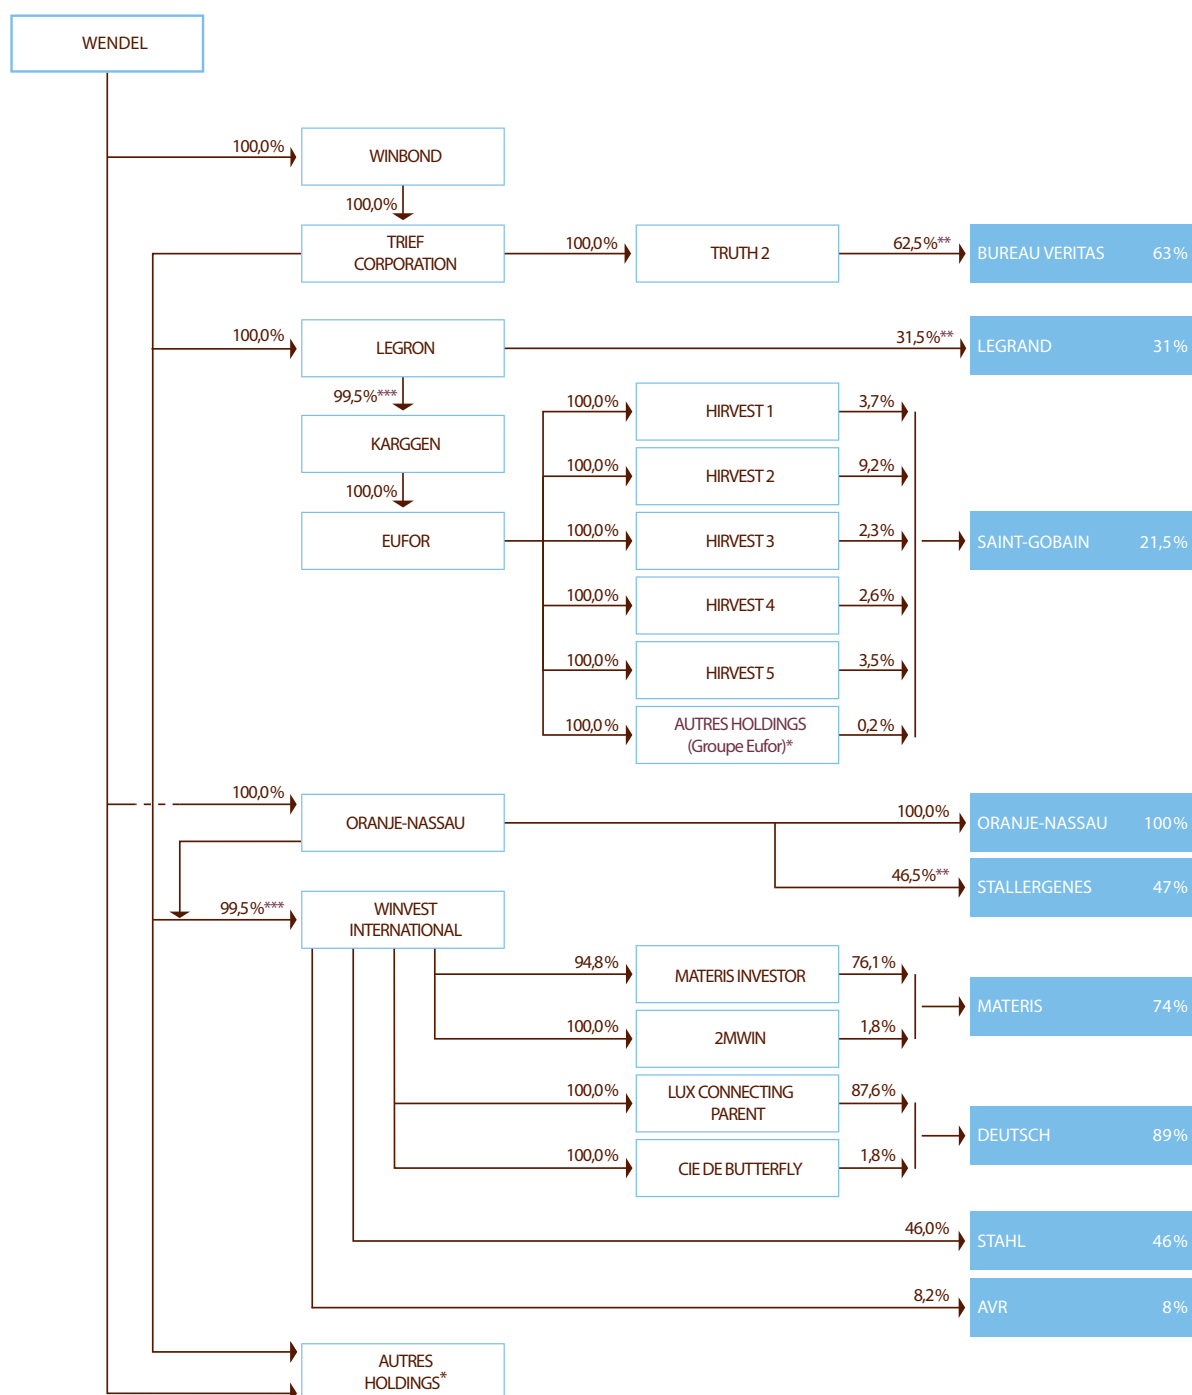 WENDEL
100,0%
WINBOND
100,0%
TRIEF
CORPORATION
100,0%
TRUTH 2
62,5%**
BUREAU VERITAS 63%
100,0%
LEGRON
31,5%**
LEGRAND 31%
99,5%***
KARGGEN
100,0%
EUFOR
100,0%
HIRVEST 1
3,7%
100,0%
HIRVEST 2
9,2%
100,0%
HIRVEST 3
2,3%
SAINT-GOBAIN 21,5%
100,0%
HIRVEST 4
2,6%
100,0%
HIRVEST 5
3,5%
100,0%
AUTRES HOLDINGS
(Groupe Eufor)*
0,2%
100,0%
ORANJE-NASSAU
100,0%
ORANJE-NASSAU 100%
46,5%**
STALLERGENES 47%
99,5%***
WINVEST
INTERNATIONAL
94,8%
MATERIS INVESTOR
76,1%
MATERIS 74%
100,0%
2MWIN
1,8%
100,0%
LUX CONNECTING
PARENT
87,6%
DEUTSCH 89%
100,0%
CIE DE BUTTERFLY
1,8%
46,0%
STAHL 46%
8,2%
AVR 8%
AUTRES
HOLDINGS*